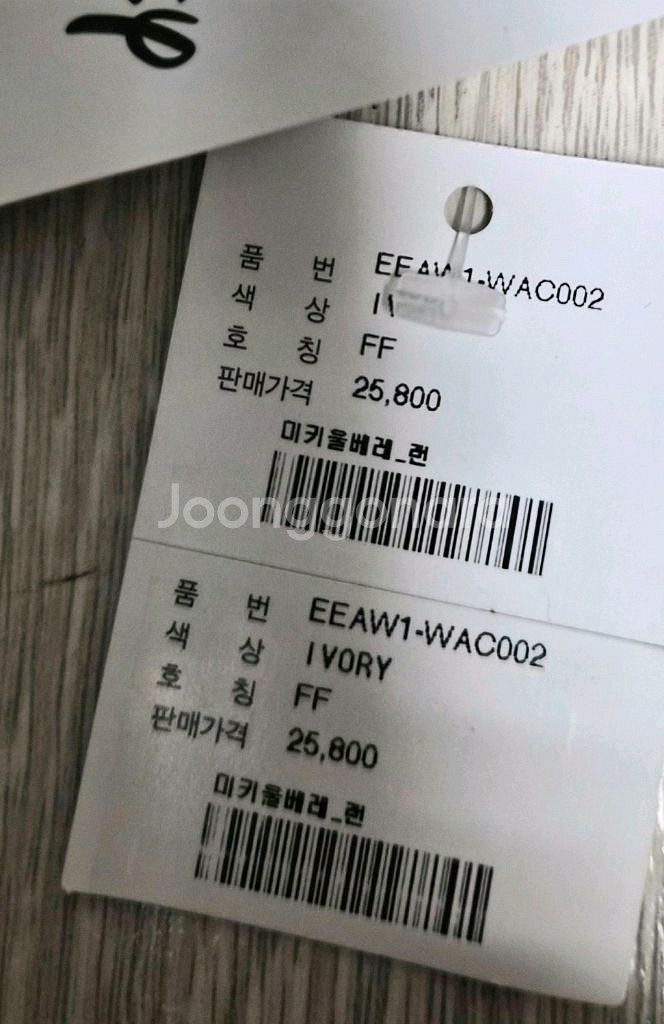 품 번 EEAW1-WAC002
색 상
호 칭 FF
판매가격 25,800
미키울베레_런
Joonggonara
품 번 EEAW1-WAC002
색 상 IVORY
호 칭 FF
판매가격 25,800
미키울베레_런